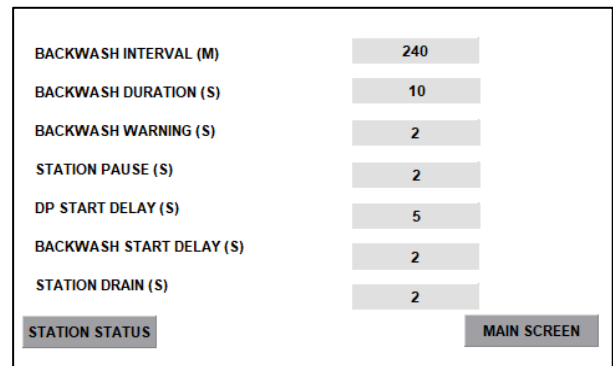 BACKWASH INTERVAL (M) 240
BACKWASH DURATION (S) 10
BACKWASH WARNING (S) 2
STATION PAUSE (S) 2
DP START DELAY (S) 5
BACKWASH START DELAY (S) 2
STATION DRAIN (S) 2
STATION STATUS MAIN SCREEN